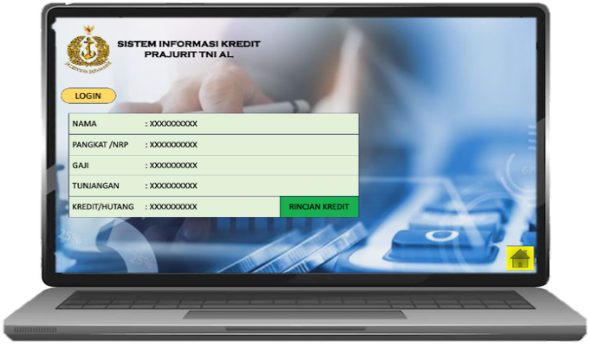 SISTEM INFORMASI KREDIT
PRAJURIT TNI AL
LOGIN
NAMA : XXXXXXXXXX
PANGKAT /NRP : XXXXXXXXXX
GAJI : XXXXXXXXXX
TUNJANGAN : XXXXXXXXXX
KREDIT/HUTANG : XXXXXXXXXX RINCIAN KREDIT